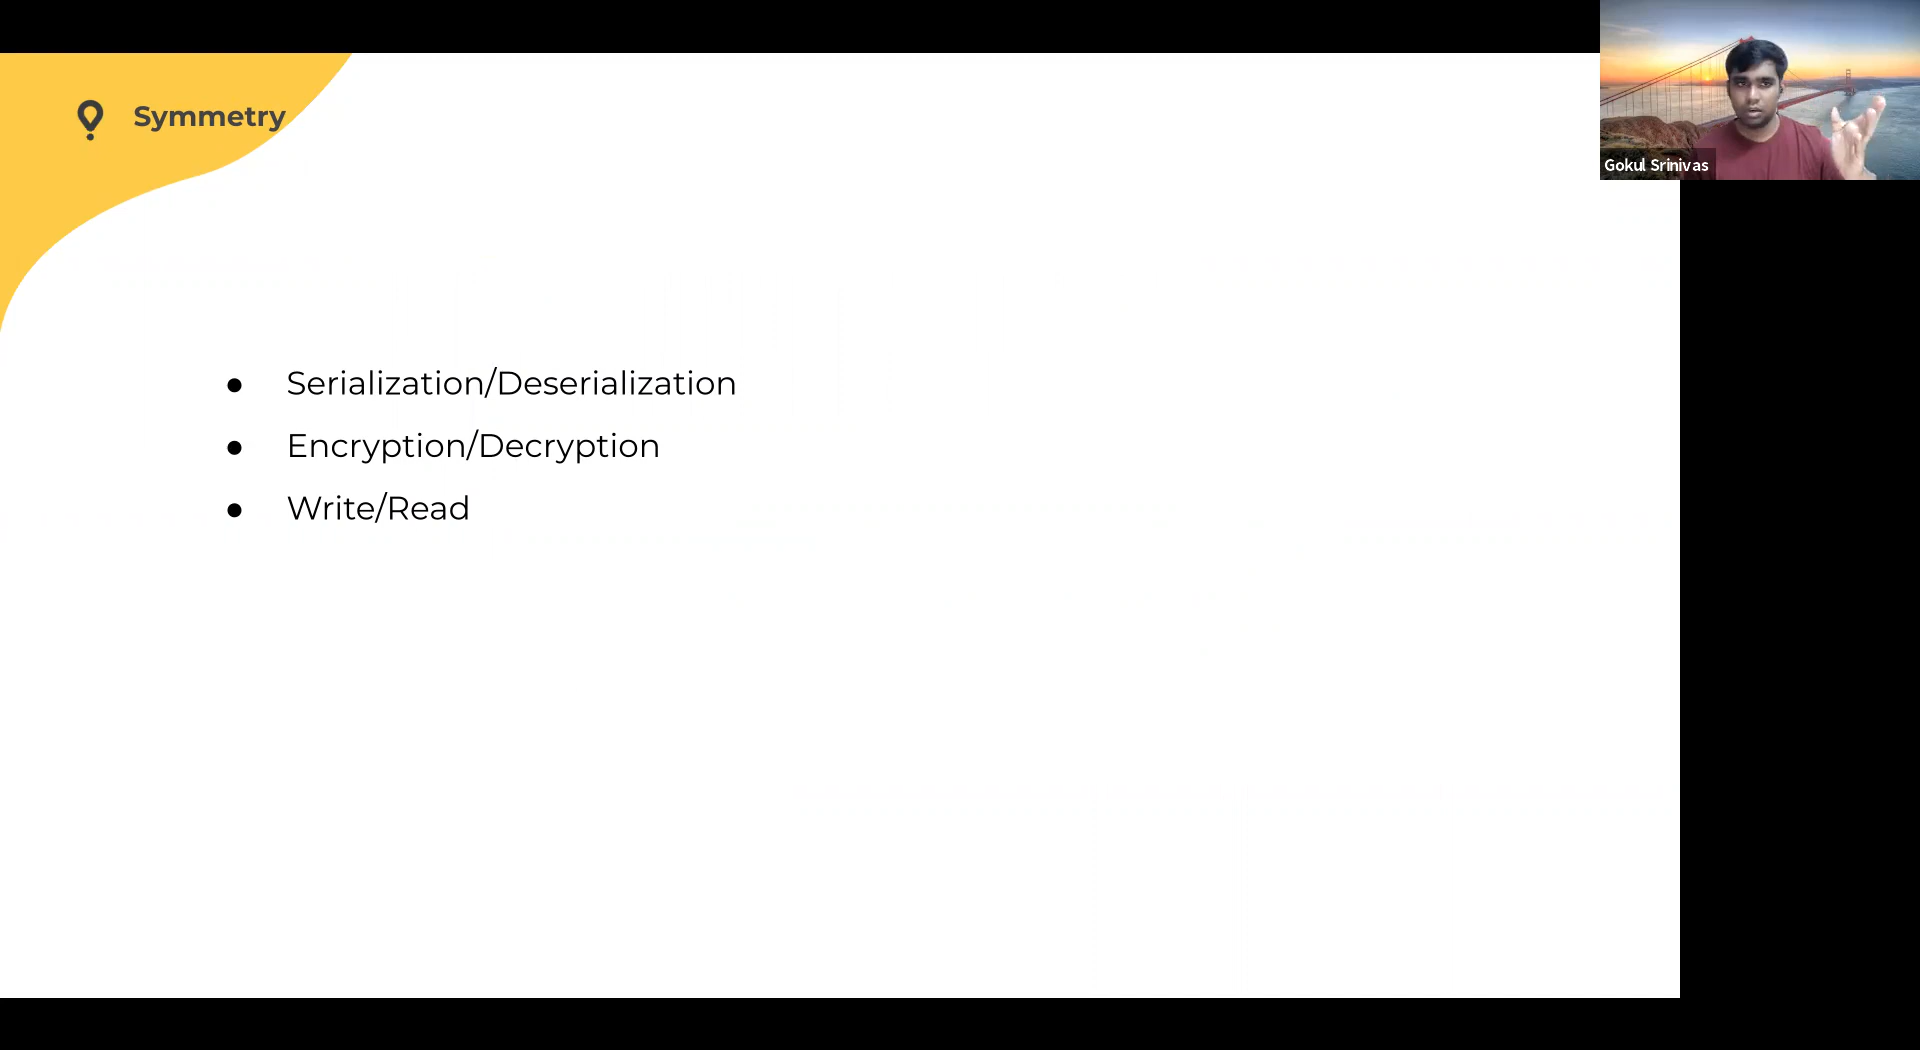 Symmetry
Gokul Srinivas
● Serialization/Deserialization
● Encryption/Decryption
● Write/Read